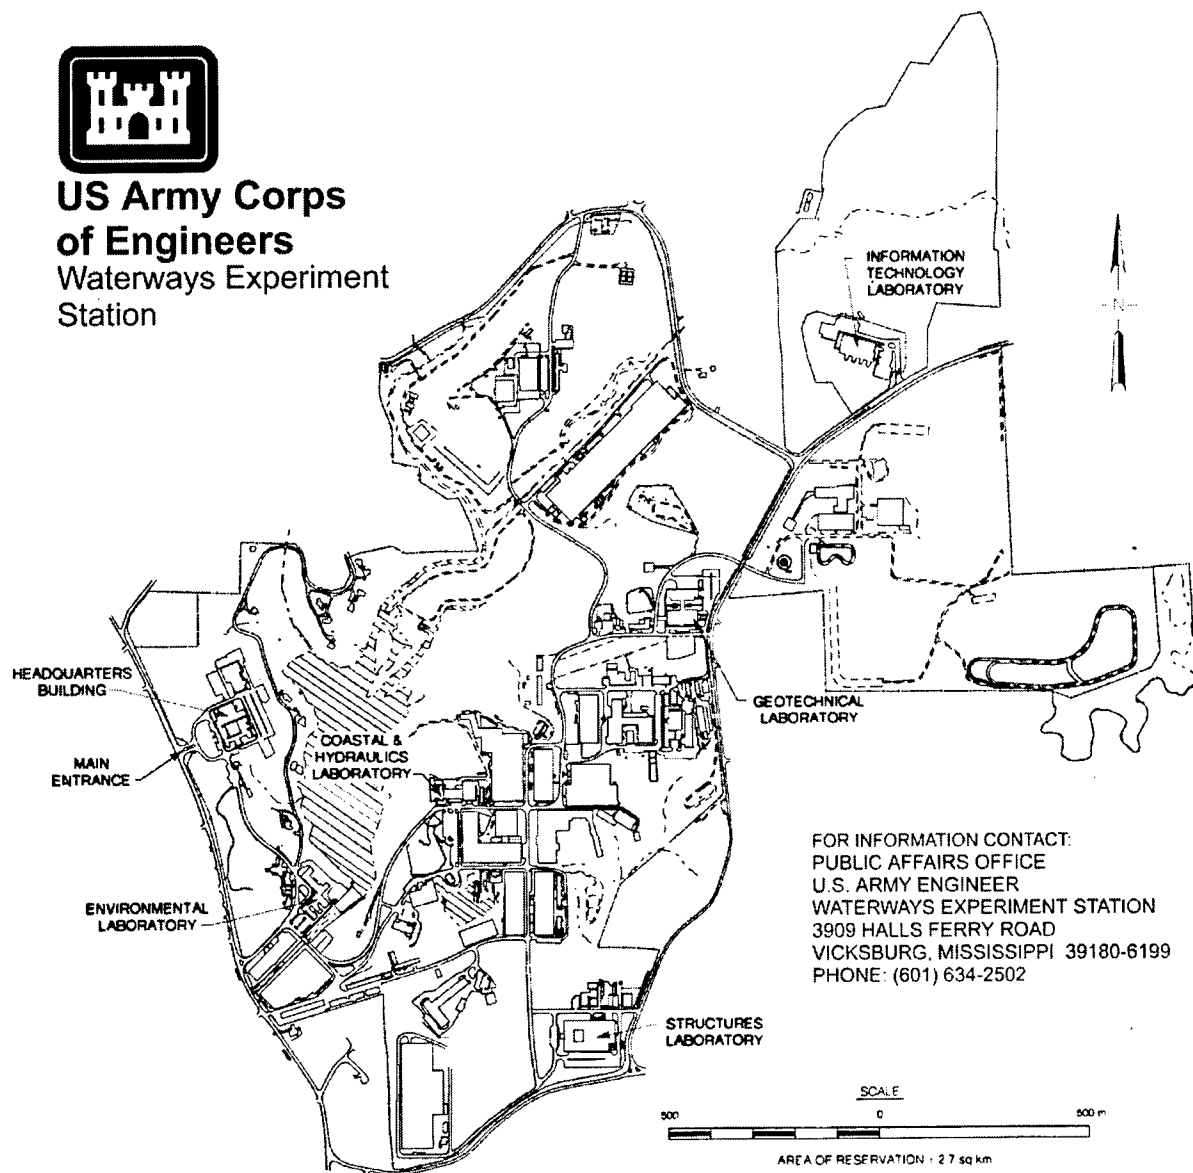 US Army Corps
of Engineers
Waterways Experiment
Station
INFORMATION
TECHNOLOGY
LABORATORY
N
HEADQUARTERS
BUILDING
MAIN
ENTRANCE
COASTAL &
HYDRAULICS
LABORATORY
GEOTECHNICAL
LABORATORY
ENVIRONMENTAL
LABORATORY
STRUCTURES
LABORATORY
FOR INFORMATION CONTACT:
PUBLIC AFFAIRS OFFICE
U.S. ARMY ENGINEER
WATERWAYS EXPERIMENT STATION
3909 HALLS FERRY ROAD
VICKSBURG, MISSISSIPPI 39180-6199
PHONE: (601) 634-2502
SCALE
500 0 500 m
AREA OF RESERVATION : 2.7 sq km